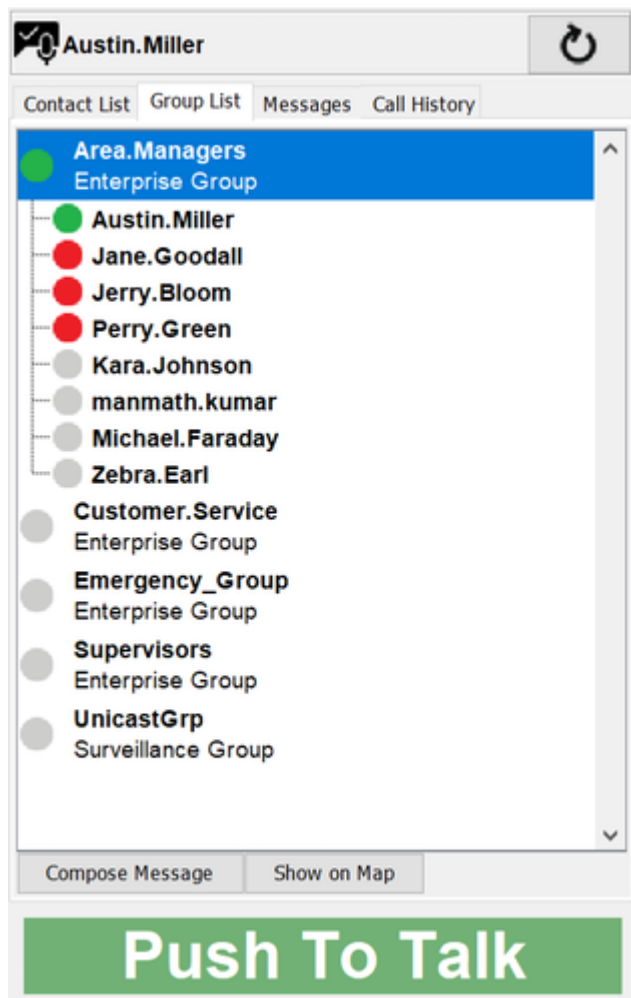 Austin.Miller
Contact List Group List Messages Call History
Area.Managers
Enterprise Group
Austin.Miller
Jane.Goodall
Jerry.Bloom
Perry.Green
Kara.Johnson
manmath.kumar
Michael.Faraday
Zebra.Earl
Customer.Service
Enterprise Group
Emergency_Group
Enterprise Group
Supervisors
Enterprise Group
UnicastGrp
Surveillance Group
Compose Message Show on Map
Push To Talk